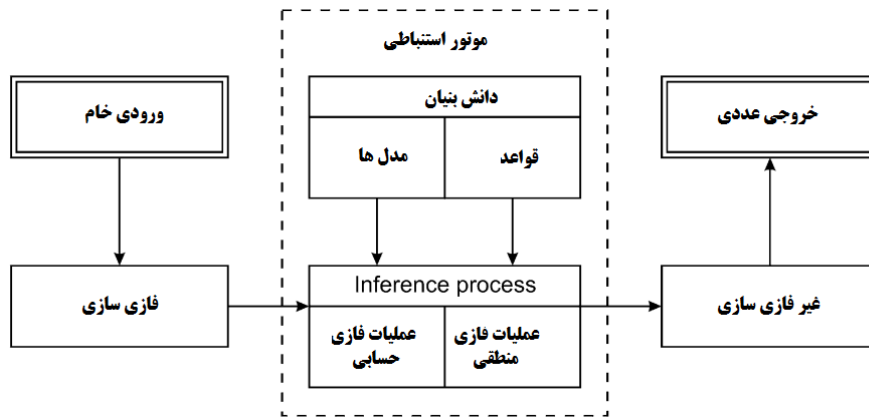 موتور استنباطی
ورودی خام
دانش بنیان
مدل ها
قواعد
خروجی عددی
فازی سازی
Inference process
عملیات فازی
حسابی
عملیات فازی
منطقی
غیر فازی سازی